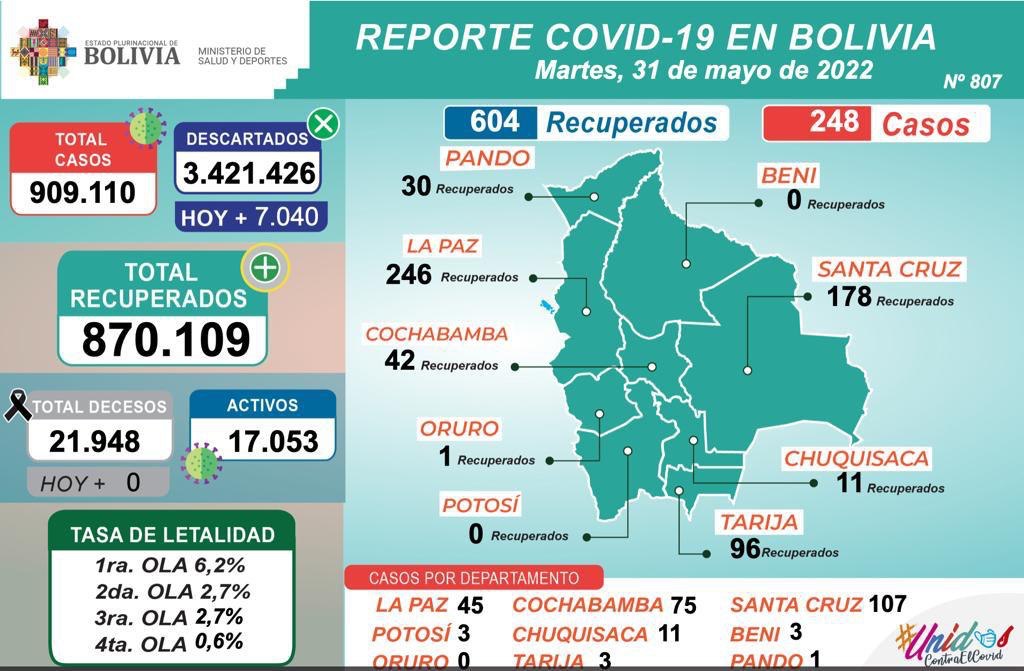 ESTADO PLURINACIONAL DE
BOLIVIA
MINISTERIO DE
SALUD Y DEPORTES
REPORTE COVID-19 EN BOLIVIA
Martes, 31 de mayo de 2022
Nº 807
TOTAL
CASOS
909.110
DESCARTADOS
3.421.426
HOY + 7.040
TOTAL
RECUPERADOS
870.109
TOTAL DECESOS
21.948
HOY + 0
ACTIVOS
17.053
TASA DE LETALIDAD
1ra. OLA 6,2%
2da. OLA 2,7%
3ra. OLA 2,7%
4ta. OLA 0,6%
604 Recuperados
248 Casos
PANDO
30 Recuperados
BENI
0 Recuperados
LA PAZ
246 Recuperados
SANTA CRUZ
178 Recuperados
COCHABAMBA
42 Recuperados
ORURO
1 Recuperados
CHUQUISACA
11 Recuperados
POTOSÍ
0 Recuperados
TARIJA
96 Recuperados
CASOS POR DEPARTAMENTO
LA PAZ 45 COCHABAMBA 75 SANTA CRUZ 107
POTOSÍ 3 CHUQUISACA 11 BENI 3
ORURO 0 TARIJA 3 PANDO 1
#Unidos
ContraElCovid